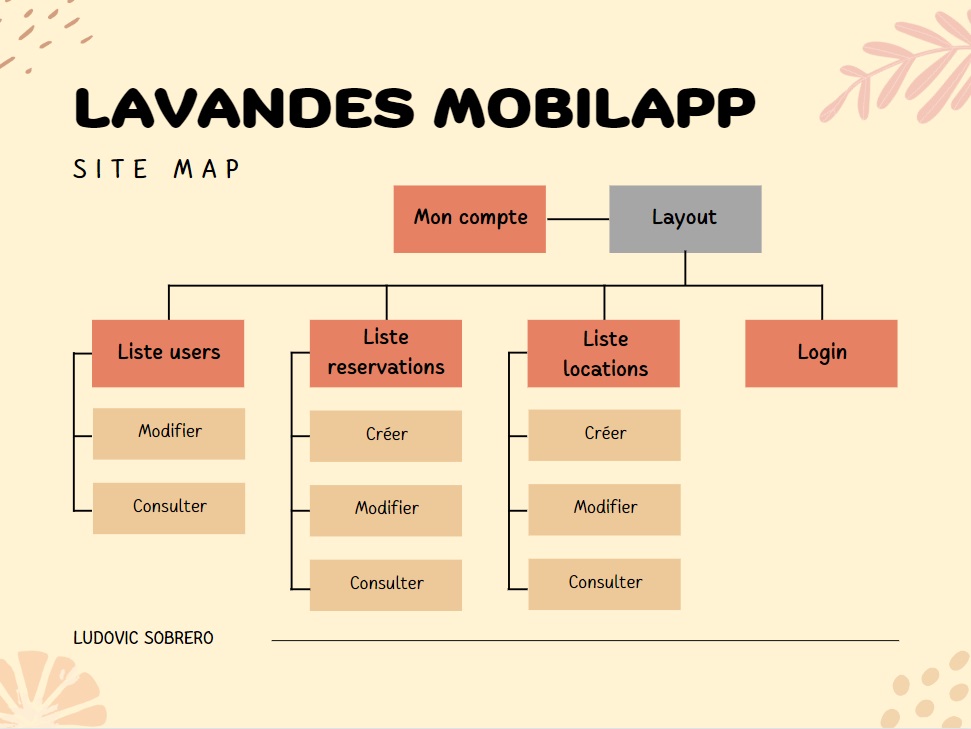 LAVANDES MOBILAPP
SITE MAP
Mon compte
Layout
Liste users
Liste
reservations
Liste
locations
Login
Modifier
Consulter
Créer
Modifier
Consulter
Créer
Modifier
Consulter
LUDOVIC SOBRERO